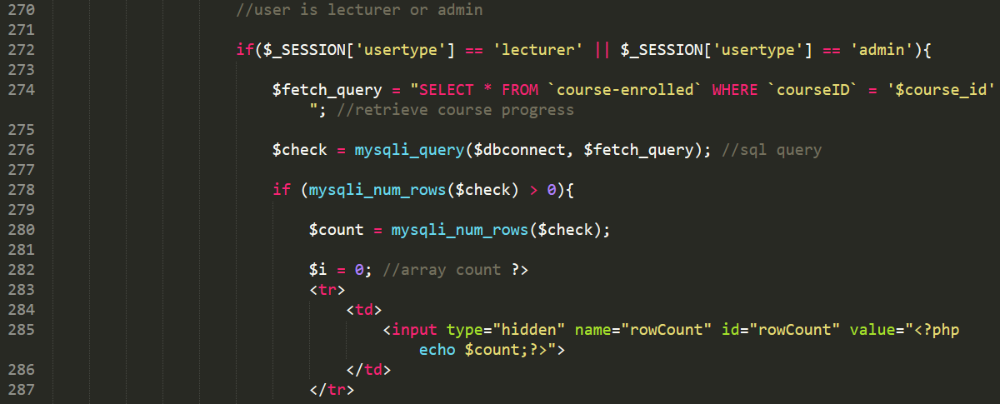 270 //user is lecturer or admin
271
272 if($_SESSION['usertype'] == 'lecturer' || $_SESSION['usertype'] == 'admin'){
273
274 $fetch_query = "SELECT * FROM `course-enrolled` WHERE `courseID` = '$course_id'
"; //retrieve course progress
275
276 $check = mysqli_query($dbconnect, $fetch_query); //sql query
277
278 if (mysqli_num_rows($check) > 0){
279
280 $count = mysqli_num_rows($check);
281
282 $i = 0; //array count ?>
283 <tr>
284 <td>
285 <input type="hidden" name="rowCount" id="rowCount" value="<?php
echo $count;?>">
286 </td>
287 </tr>